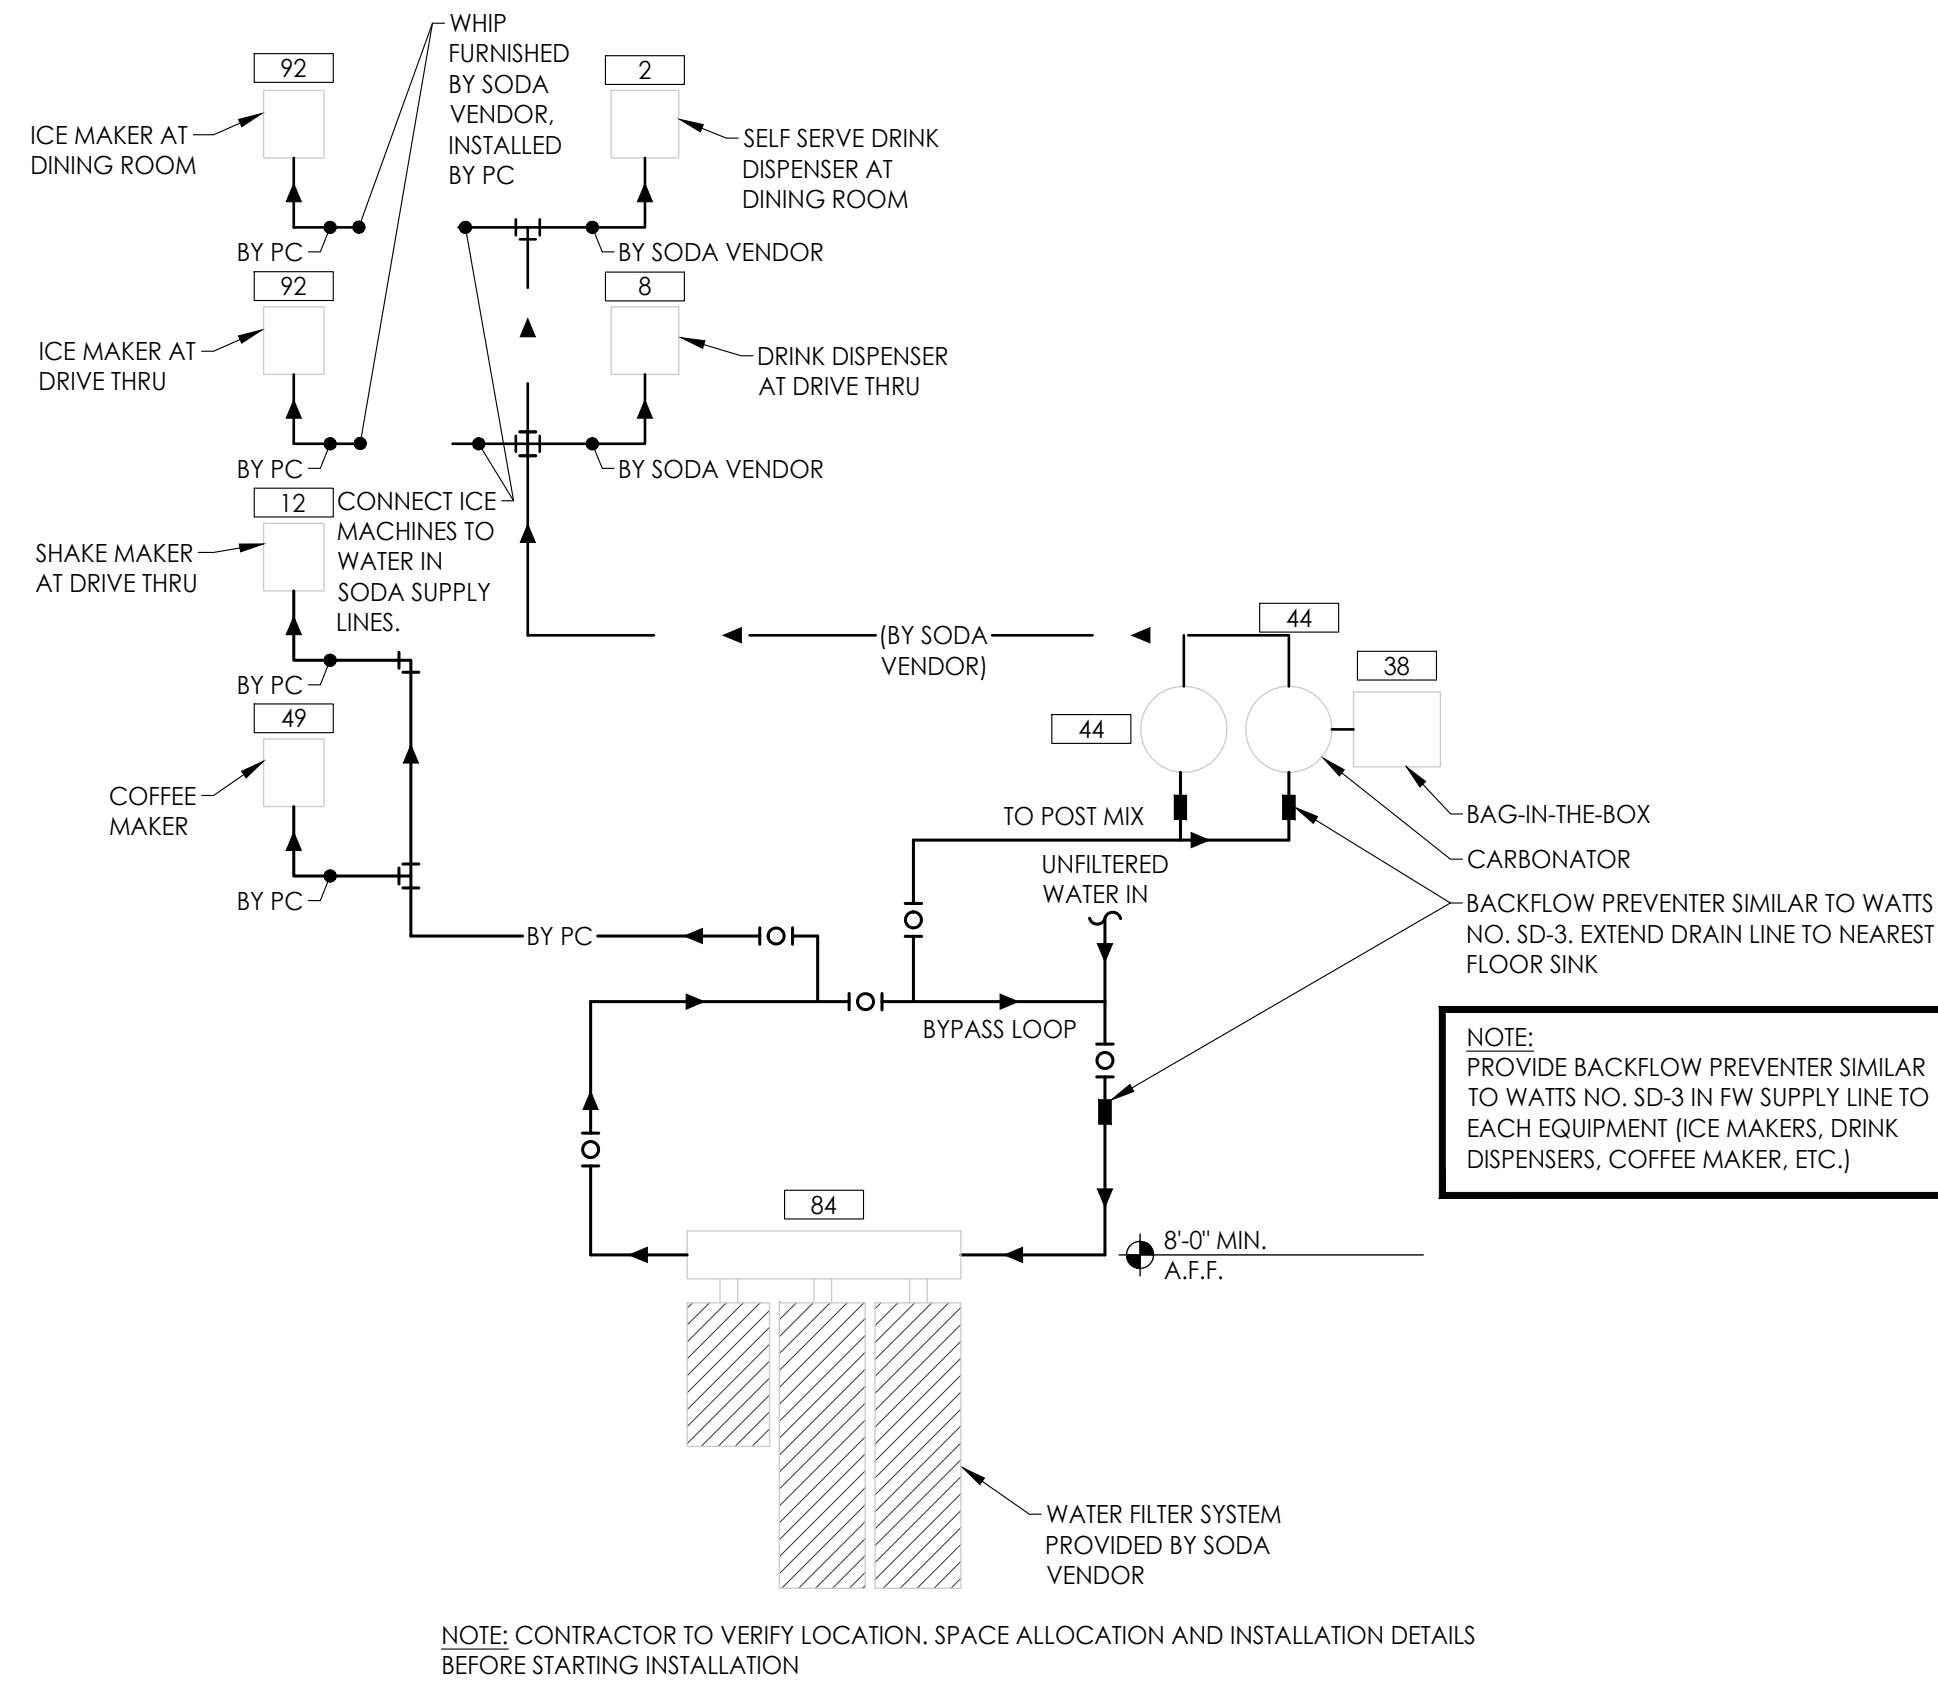 WHIP
FURNISHED
BY SODA
VENDOR,
INSTALLED
BY PC
92
ICE MAKER AT
DINING ROOM
BY PC
2
SELF SERVE DRINK
DISPENSER AT
DINING ROOM
BY SODA VENDOR
92
ICE MAKER AT
DRIVE THRU
BY PC
8
DRINK DISPENSER
AT DRIVE THRU
BY SODA VENDOR
12
SHAKE MAKER
AT DRIVE THRU
BY PC
CONNECT ICE
MACHINES TO
WATER IN
SODA SUPPLY
LINES.
49
COFFEE
MAKER
BY PC
(BY SODA
VENDOR)
44
38
44
TO POST MIX
BAG-IN-THE-BOX
CARBONATOR
UNFILTERED
WATER IN
BACKFLOW PREVENTER SIMILAR TO WATTS
NO. SD-3. EXTEND DRAIN LINE TO NEAREST
FLOOR SINK
BY PC
BYPASS LOOP
NOTE:
PROVIDE BACKFLOW PREVENTER SIMILAR
TO WATTS NO. SD-3 IN FW SUPPLY LINE TO
EACH EQUIPMENT (ICE MAKERS, DRINK
DISPENSERS, COFFEE MAKER, ETC.)
84
8'-0" MIN.
A.F.F.
WATER FILTER SYSTEM
PROVIDED BY SODA
VENDOR
NOTE: CONTRACTOR TO VERIFY LOCATION. SPACE ALLOCATION AND INSTALLATION DETAILS
BEFORE STARTING INSTALLATION